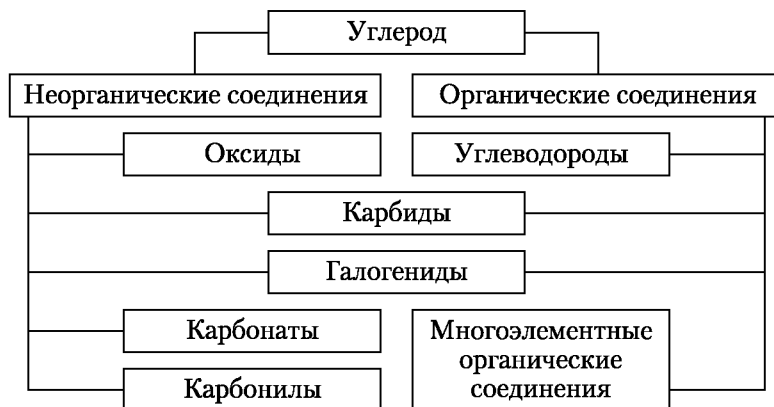 Углерод
Неорганические соединения
Органические соединения
Оксиды
Углеводороды
Карбиды
Галогениды
Карбонаты
Многоэлементные
органические
соединения
Карбонилы